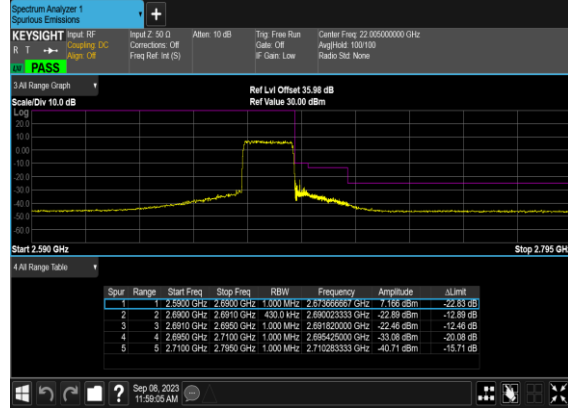 Spectrum Analyzer 1
Spurious Emissions
+
KEYSIGHT Input: RF Input Z: 50 Ω Atten: 10 dB Trig: Free Run Center Freq: 22.005000000 GHz
R T Coupling: DC Corrections: Off Gate: Off Avg|Hold: 100/100
Align: Off Freq Ref: Int (S) IF Gain: Low Radio Std: None
PASS
3 All Range Graph
Ref Lvl Offset 35.98 dB
Scale/Div 10.0 dB Ref Value 30.00 dBm
Log
20.0
10.0
0.00
-10.0
-20.0
-30.0
-40.0
-50.0
-60.0
Start 2.590 GHz Stop 2.795 GH
4 All Range Table
Spur Range Start Freq Stop Freq RBW Frequency Amplitude ΔLimit
1 1 2.5900 GHz 2.6900 GHz 1.000 MHz 2.673666667 GHz 7.166 dBm -22.83 dB
2 2 2.6900 GHz 2.6910 GHz 430.0 kHz 2.690023333 GHz -22.89 dBm -12.89 dB
3 3 2.6910 GHz 2.6950 GHz 1.000 MHz 2.691820000 GHz -22.46 dBm -12.46 dB
4 4 2.6950 GHz 2.7100 GHz 1.000 MHz 2.695425000 GHz -33.08 dBm -20.08 dB
5 5 2.7100 GHz 2.7950 GHz 1.000 MHz 2.710283333 GHz -40.71 dBm -15.71 dB
? Sep 08, 2023
11:59:05 AM